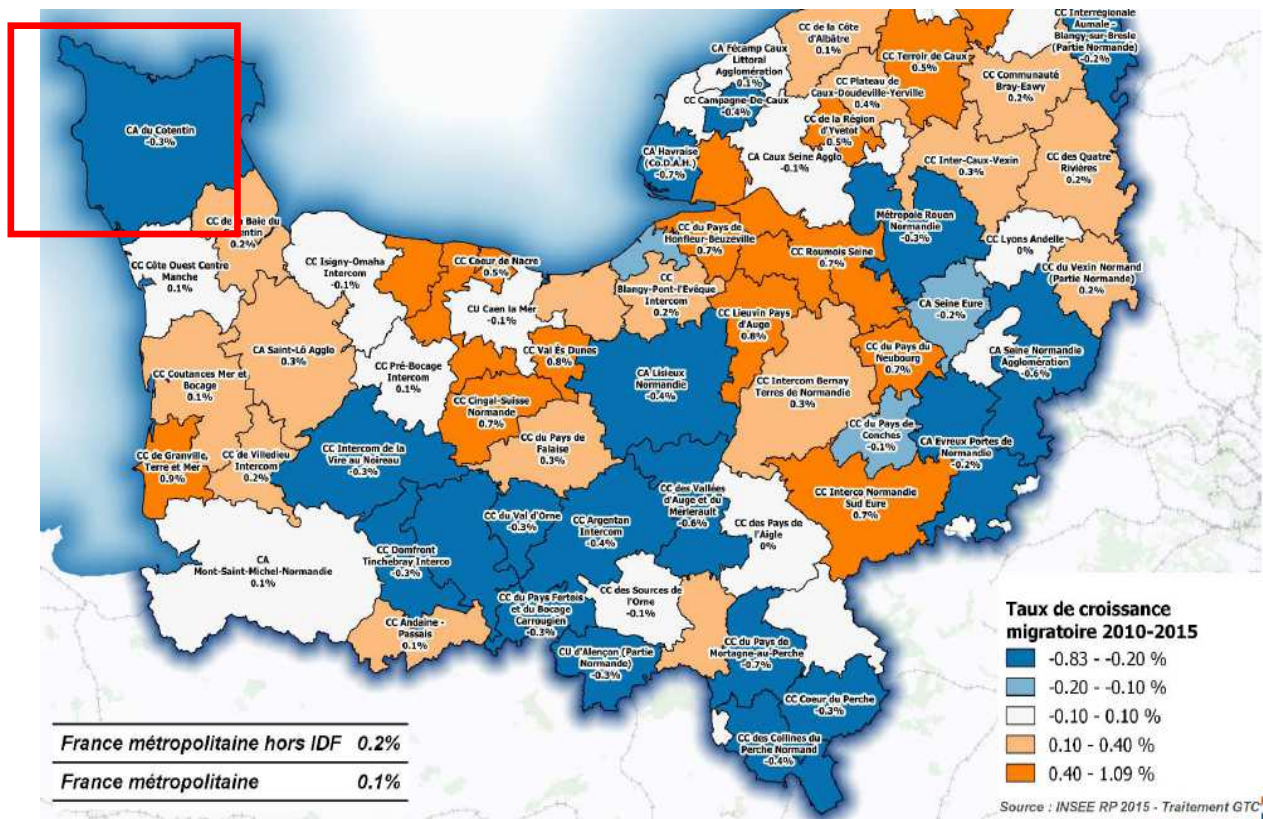 CC Interrégionale
Aumale -
Blangy-sur-Bresle
(Partie Normande)
-0.2%
CC de la Côte
d'Albâtre
0.1%
CA Fécamp Caux
Littoral
Agglomération
0.1%
CC Terroir de Caux
0.5%
CC Communauté
Bray-Eawy
0.2%
CC Plateau de
Caux-Doudeville-Yerville
0.4%
CC Campagne-De-Caux
-0.4%
CC de la Région
d'Yvetot
0.5%
CA du Cotentin
-0.3%
CA Havraise
(Co.D.A.H.)
-0.7%
CA Caux Seine Agglo
-0.1%
CC Inter-Caux-Vexin
0.3%
CC des Quatre
Rivières
0.2%
CC de la Baie du
Cotentin
0.2%
Métropole Rouen
Normandie
-0.3%
CC du Pays de
Honfleur-Beuzeville
0.7%
CC Roumois Seine
0.7%
CC Lyons Andelle
0%
CC Côte Ouest Centre
Manche
0.1%
CC Isigny-Omaha
Intercom
-0.1%
CC Coeur de Nacre
0.5%
CC
Blangy-Pont-l'Evêque
Intercom
0.2%
CC du Vexin Normand
(Partie Normande)
0.2%
CU Caen la Mer
-0.1%
CC Lieuvin Pays
d'Auge
0.8%
CA Seine Eure
-0.2%
CA Saint-Lô Agglo
0.3%
CC Val Ès Dunes
0.8%
CC du Pays du
Neubourg
0.7%
CA Seine Normandie
Agglomération
-0.6%
CC Coutances Mer et
Bocage
0.1%
CC Pré-Bocage
Intercom
0.1%
CA Lisieux
Normandie
-0.4%
CC Intercom Bernay
Terres de Normandie
0.3%
CC Cingal-Suisse
Normande
0.7%
CC du Pays de
Falaise
0.3%
CC du Pays de
Conches
-0.1%
CA Evreux Portes de
Normandie
-0.2%
CC de Granville,
Terre et Mer
0.9%
CC de Villedieu
Intercom
0.2%
CC Intercom de la
Vire au Noireau
-0.3%
CC Interco Normandie
Sud Eure
0.7%
CC des Vallées
d'Auge et du
Merlerault
-0.6%
CC du Val d'Orne
-0.3%
CC Argentan
Intercom
-0.4%
CC des Pays de
l'Aigle
0%
CA
Mont-Saint-Michel-Normandie
0.1%
CC Domfront
Tinchebray Interco
-0.3%
CC du Pays Fertois
et du Bocage
Carrougien
-0.3%
CC des Sources de
l'Orne
-0.1%
CC Andaine -
Passais
0.1%
CU d'Alençon (Partie
Normande)
-0.3%
CC du Pays de
Mortagne-au-Perche
-0.7%
CC Coeur du Perche
-0.3%
CC des Collines du
Perche Normand
-0.4%
France métropolitaine hors IDF 0.2%
France métropolitaine 0.1%
Taux de croissance
migratoire 2010-2015
-0.83 - -0.20 %
-0.20 - -0.10 %
-0.10 - 0.10 %
0.10 - 0.40 %
0.40 - 1.09 %
Source : INSEE RP 2015 - Traitement GTC